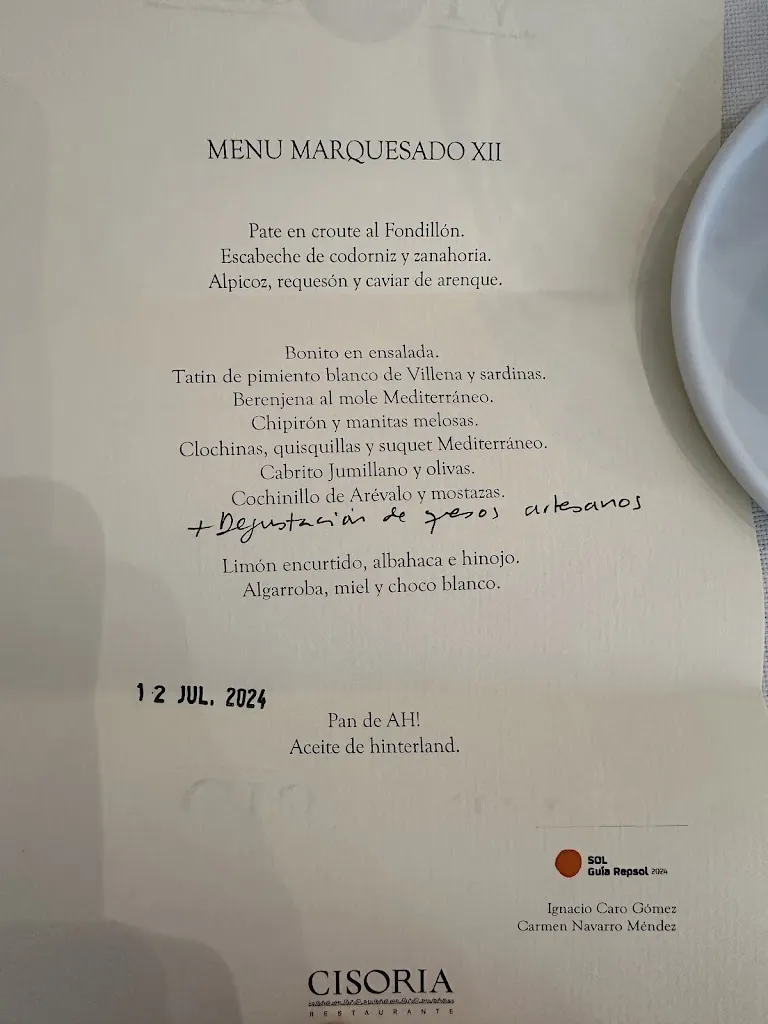 MENU MARQUESADO XII
Pate en croute al Fondillón.
Escabeche de codorniz y zanahoria.
Alpicoz, requesón y caviar de arenque.
Bonito en ensalada.
Tatin de pimiento blanco de Villena y sardinas.
Berenjena al mole Mediterráneo.
Chipirón y manitas melosas.
Clochinas, quisquillas y suquet Mediterráneo.
Cabrito Jumillano y olivas.
Cochinillo de Arévalo y mostazas.
+ Degustación de quesos artesanos
Limón encurtido, albahaca e hinojo.
Algarroba, miel y choco blanco.
12 JUL. 2024
Pan de AH!
Aceite de hinterland.
SOL
Guía Repsol 2024
Ignacio Caro Gómez
Carmen Navarro Méndez
CISORIA
RESTAURANTE